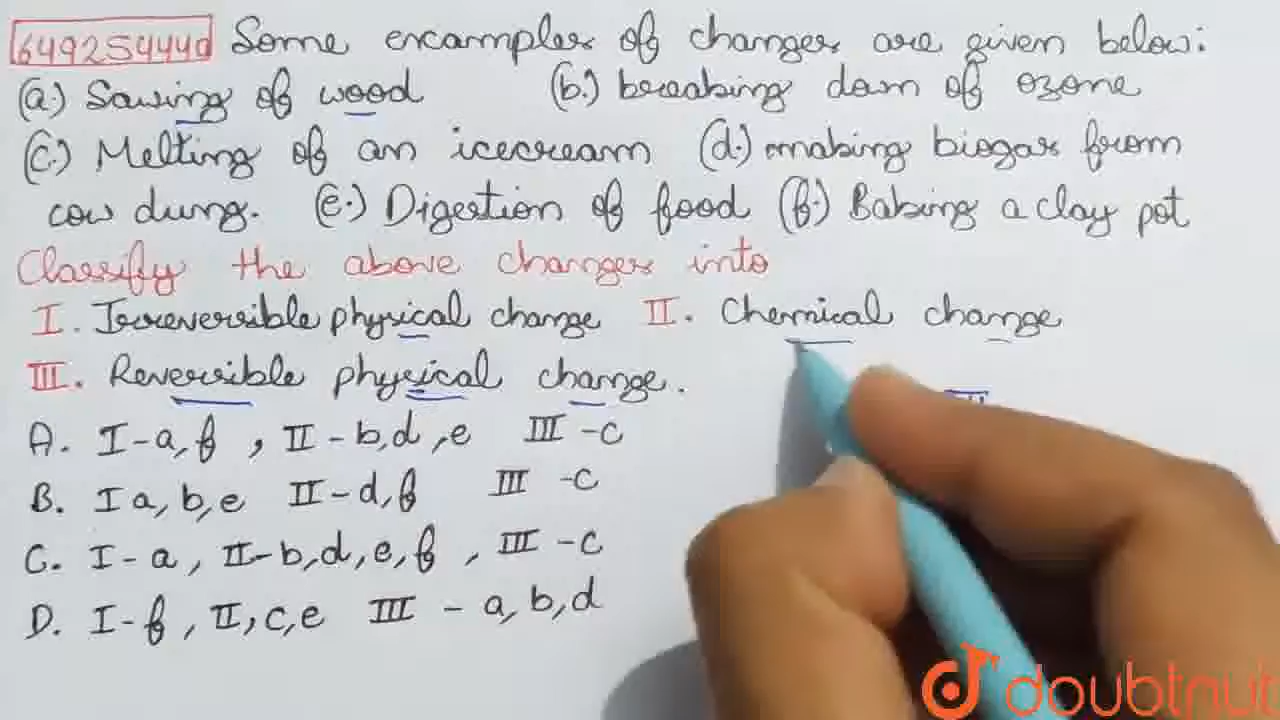 649254440 Some examples of changes are given below:
(a.) Sawing of wood (b.) breaking down of ozone
(c.) Melting of an icecream (d.) making biogas from
cow dung. (e.) Digestion of food (f.) Baking a clay pot
Classify the above changes into
I. Irreversible physical change II. Chemical change
III. Reversible physical change.
A. I-a,f , II-b,d,e III-c
B. I a,b,e II-d,f III-c
C. I-a, II-b,d,e,f , III-c
D. I-f, II,c,e III - a,b,d
doubtnut